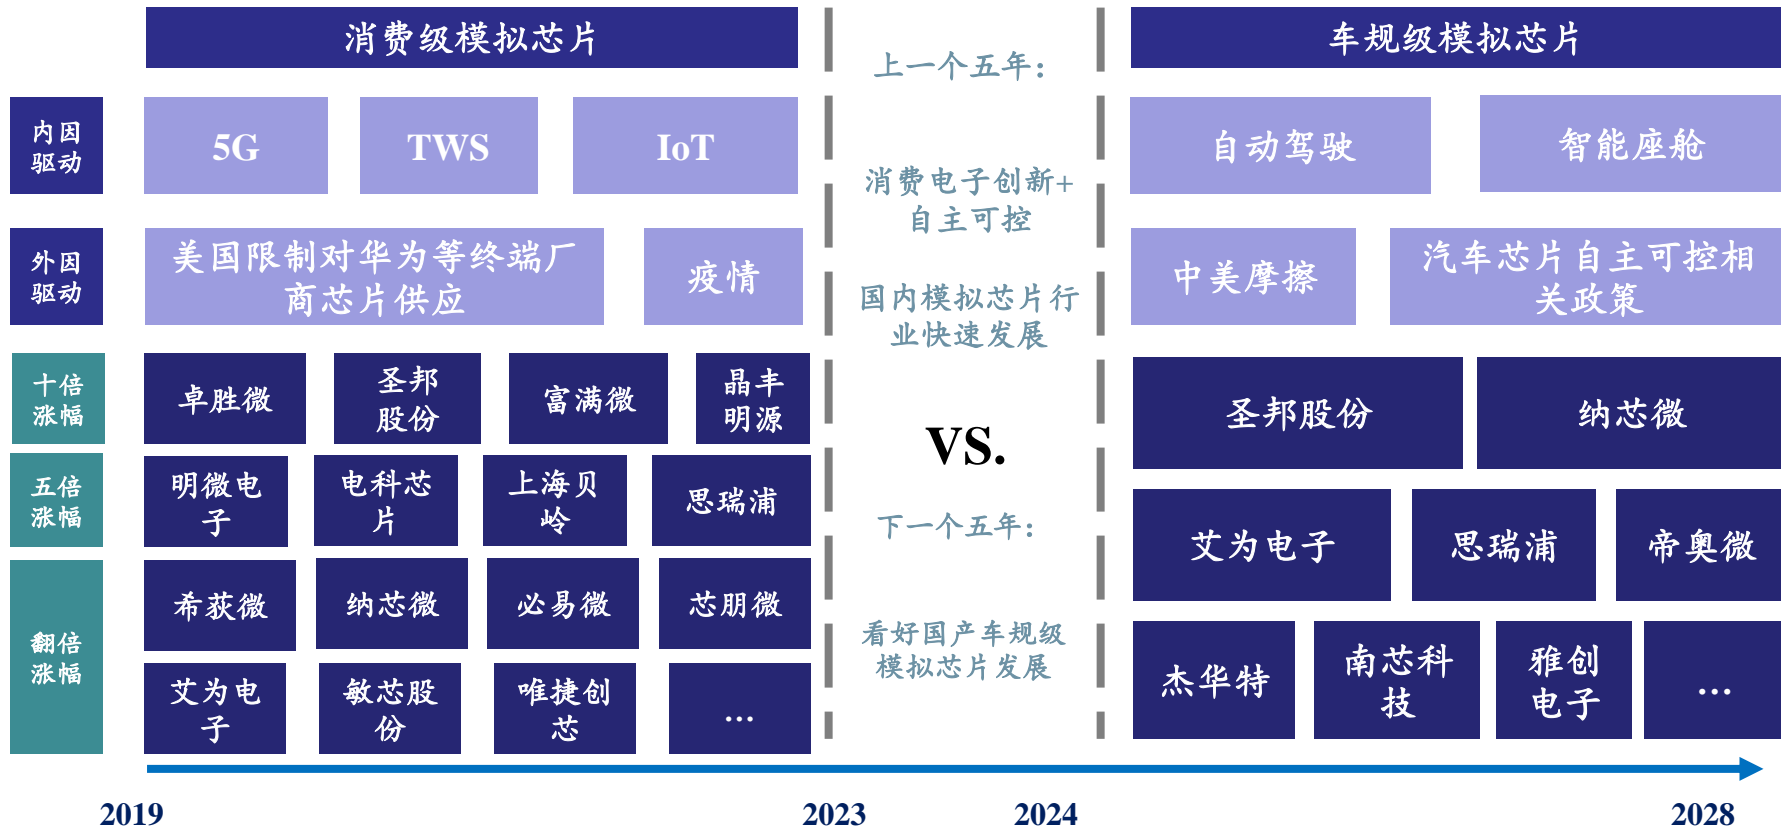 消费级模拟芯片
上一个五年：
车规级模拟芯片
内因
驱动
5G
TWS
IoT
消费电子创新+
自主可控
自动驾驶
智能座舱
外因
驱动
美国限制对华为等终端厂
商芯片供应
疫情
国内模拟芯片行
业快速发展
中美摩擦
汽车芯片自主可控相
关政策
十倍
涨幅
卓胜微
圣邦
股份
富满微
晶丰
明源
VS.
圣邦股份
纳芯微
五倍
涨幅
明微电
子
电科芯
片
上海贝
岭
思瑞浦
下一个五年：
艾为电子
思瑞浦
帝奥微
翻倍
涨幅
希荻微
纳芯微
必易微
芯朋微
艾为电
子
敏芯股
份
唯捷创
芯
...
看好国产车规级
模拟芯片发展
杰华特
南芯科
技
雅创
电子
...
2019
2023
2024
2028